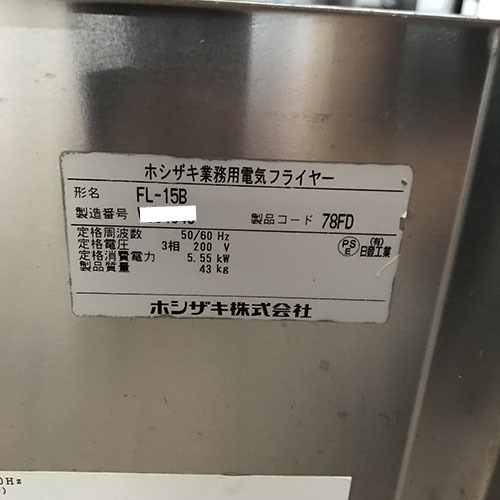 ホシザキ業務用電気フライヤー
形名 FL-15B
製造番号
製品コード 78FD
定格周波数 50/60 Hz
定格電圧 3相 200 V
定格消費電力 5.55 kW
製品質量 43 kg
PSE (有) 日登工業
ホシザキ株式会社
0Hz
)